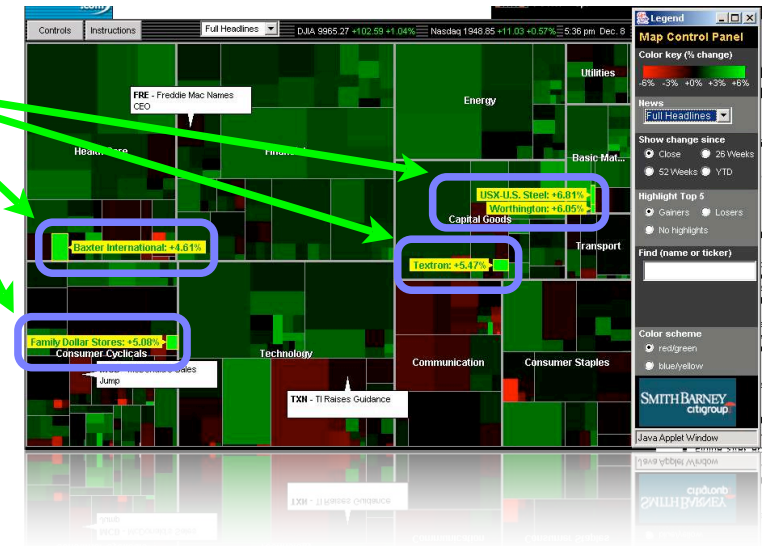 .com)
Controls
Instructions
Full Headlines
DJIA 9965.27 +102.59 +1.04%
Nasdaq 1948.85 +11.03 +0.57%
5:36 pm Dec. 8
FRE - Freddie Mac Names
CEO
Utilities
Energy
Health Care
Financial
Basic Mat...
USX-U.S. Steel: +6.81%
Worthington: +6.05%
Capital Goods
Baxter International: +4.61%
Transport
Textron: +5.47%
Family Dollar Stores: +5.08%
Consumer Cyclicals
Technology
Communication
Consumer Staples
Sales
Jump
TXN - TI Raises Guidance
Legend
Map Control Panel
Color key (% change)
-6% -3% +0% +3% +6%
News
Full Headlines
Show change since
Close 26 Weeks
52 Weeks YTD
Highlight Top 5
Gainers Losers
No highlights
Find (name or ticker)
Color scheme
red/green
blue/yellow
SMITH BARNEY
citigroup
Java Applet Window